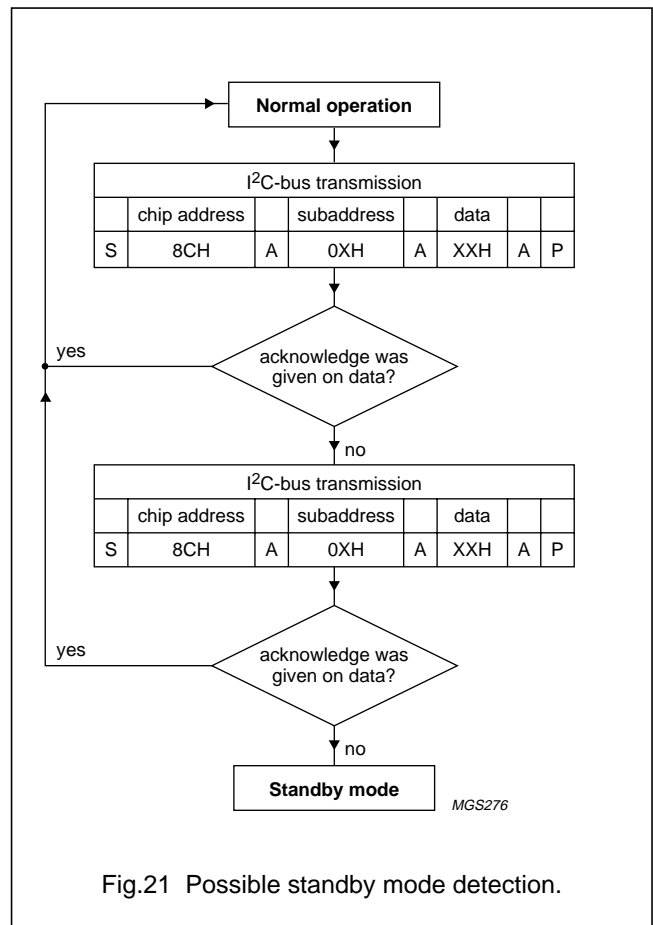 Normal operation
I2C-bus transmission
chip address subaddress data
S 8CH A 0XH A XXH A P
yes
acknowledge was
given on data?
no
I2C-bus transmission
chip address subaddress data
S 8CH A 0XH A XXH A P
yes
acknowledge was
given on data?
no
Standby mode
MGS276
Fig.21 Possible standby mode detection.